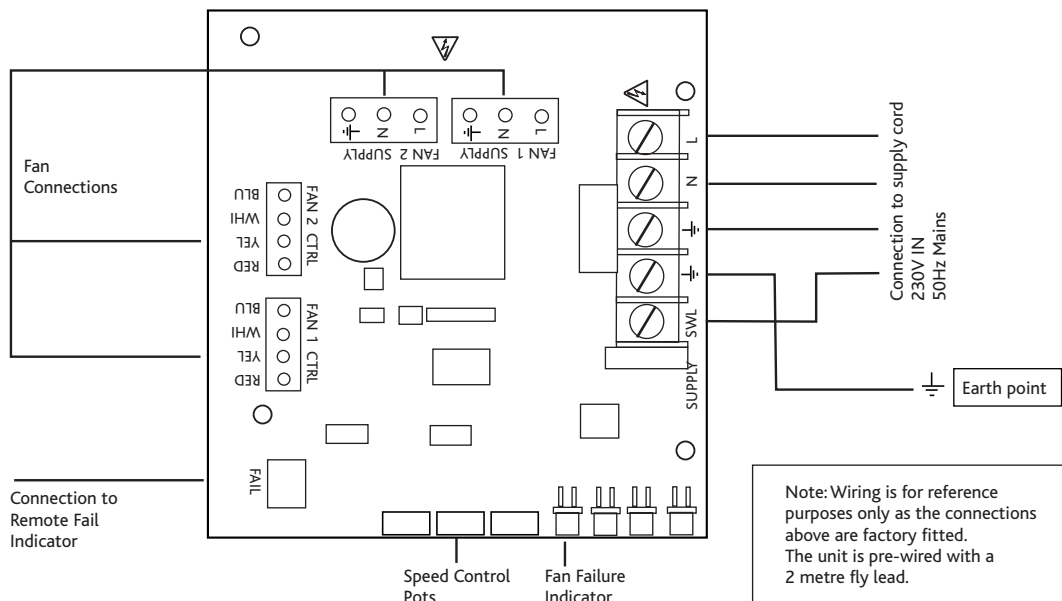 Fan
Connections
L
N
FAN 2 SUPPLY
L
N
FAN 1 SUPPLY
BLU
WHI
YEL
RED
FAN 2 CTRL
BLU
WHI
YEL
RED
FAN 1 CTRL
L
N
SWL
SUPPLY
Connection to supply cord
230V IN
50Hz Mains
Earth point
FAIL
Connection to
Remote Fail
Indicator
Speed Control
Pots
Fan Failure
Indicator
Note: Wiring is for reference
purposes only as the connections
above are factory fitted.
The unit is pre-wired with a
2 metre fly lead.